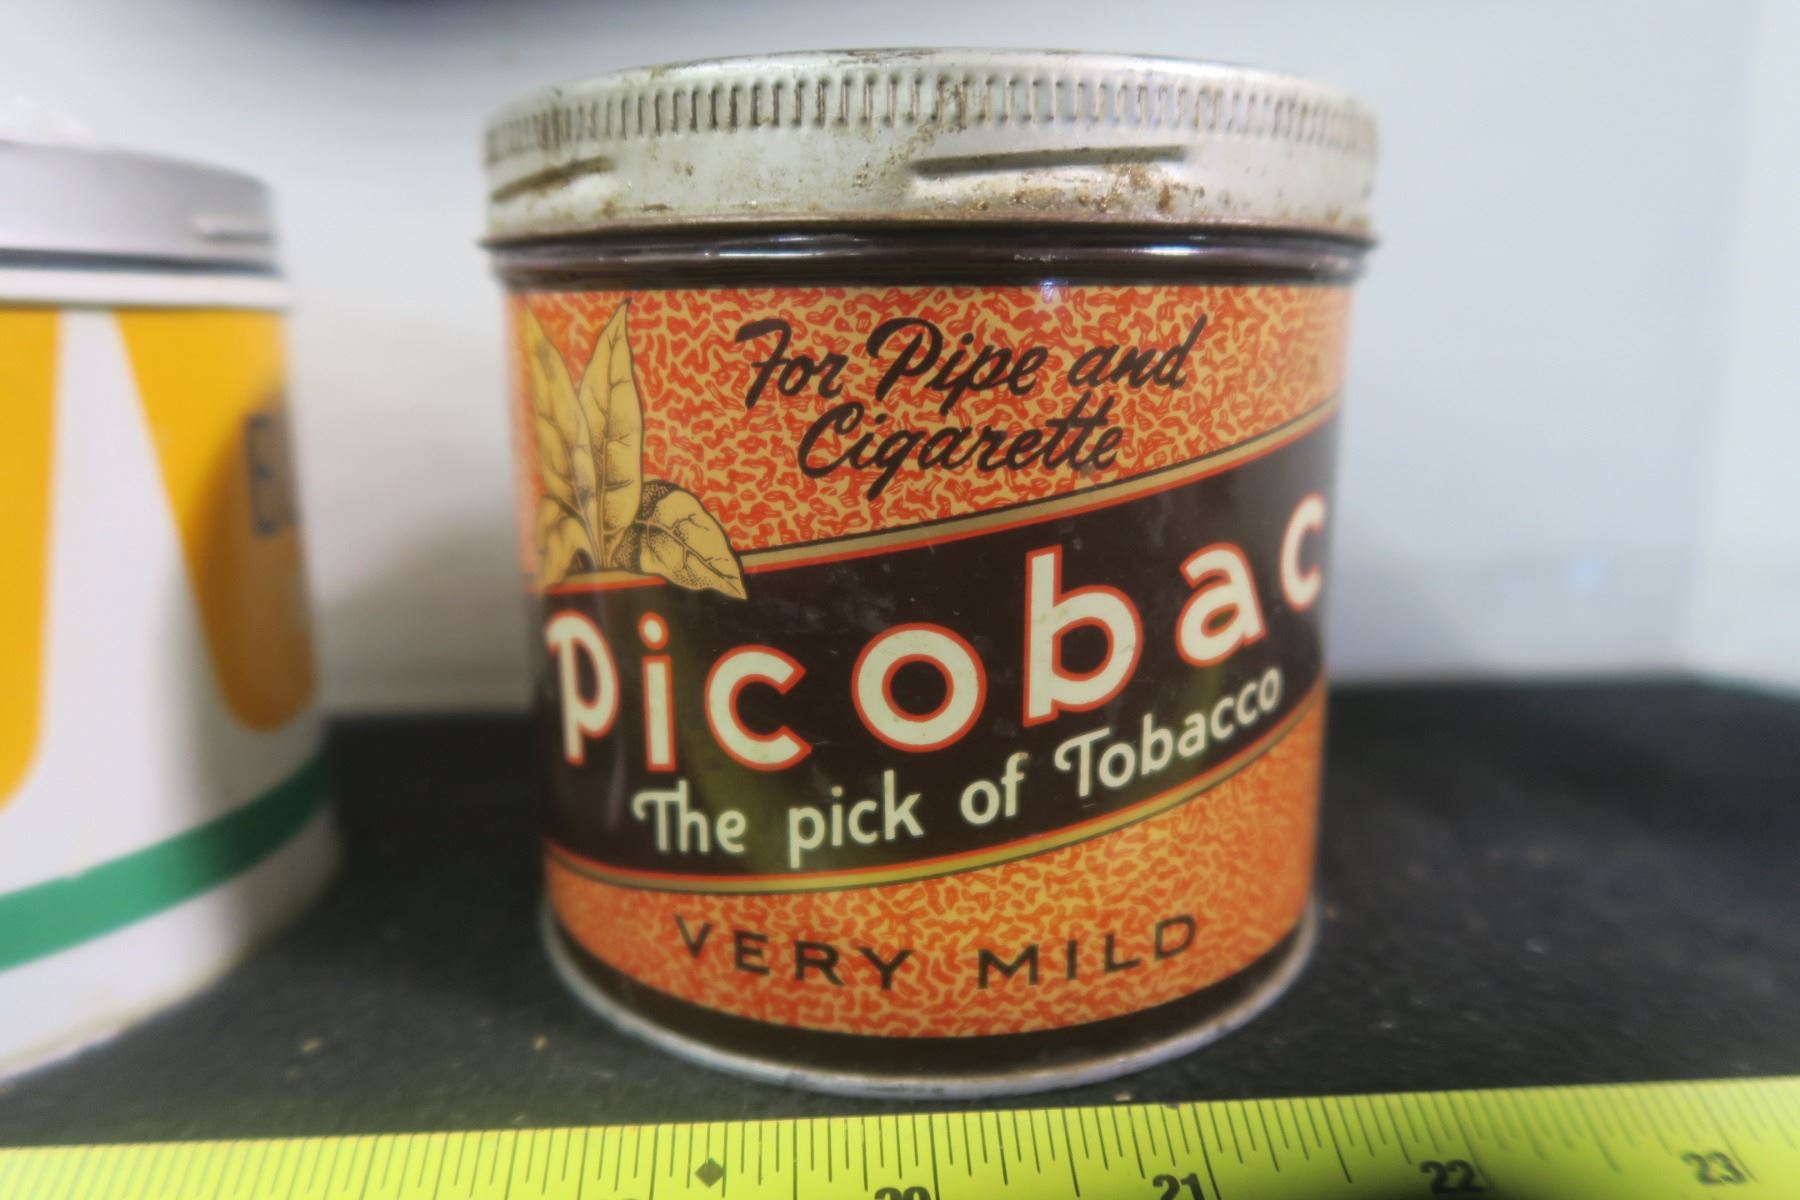 For Pipe and
Cigarette
Picobac
The pick of Tobacco
VERY MILD
20 21 22 23